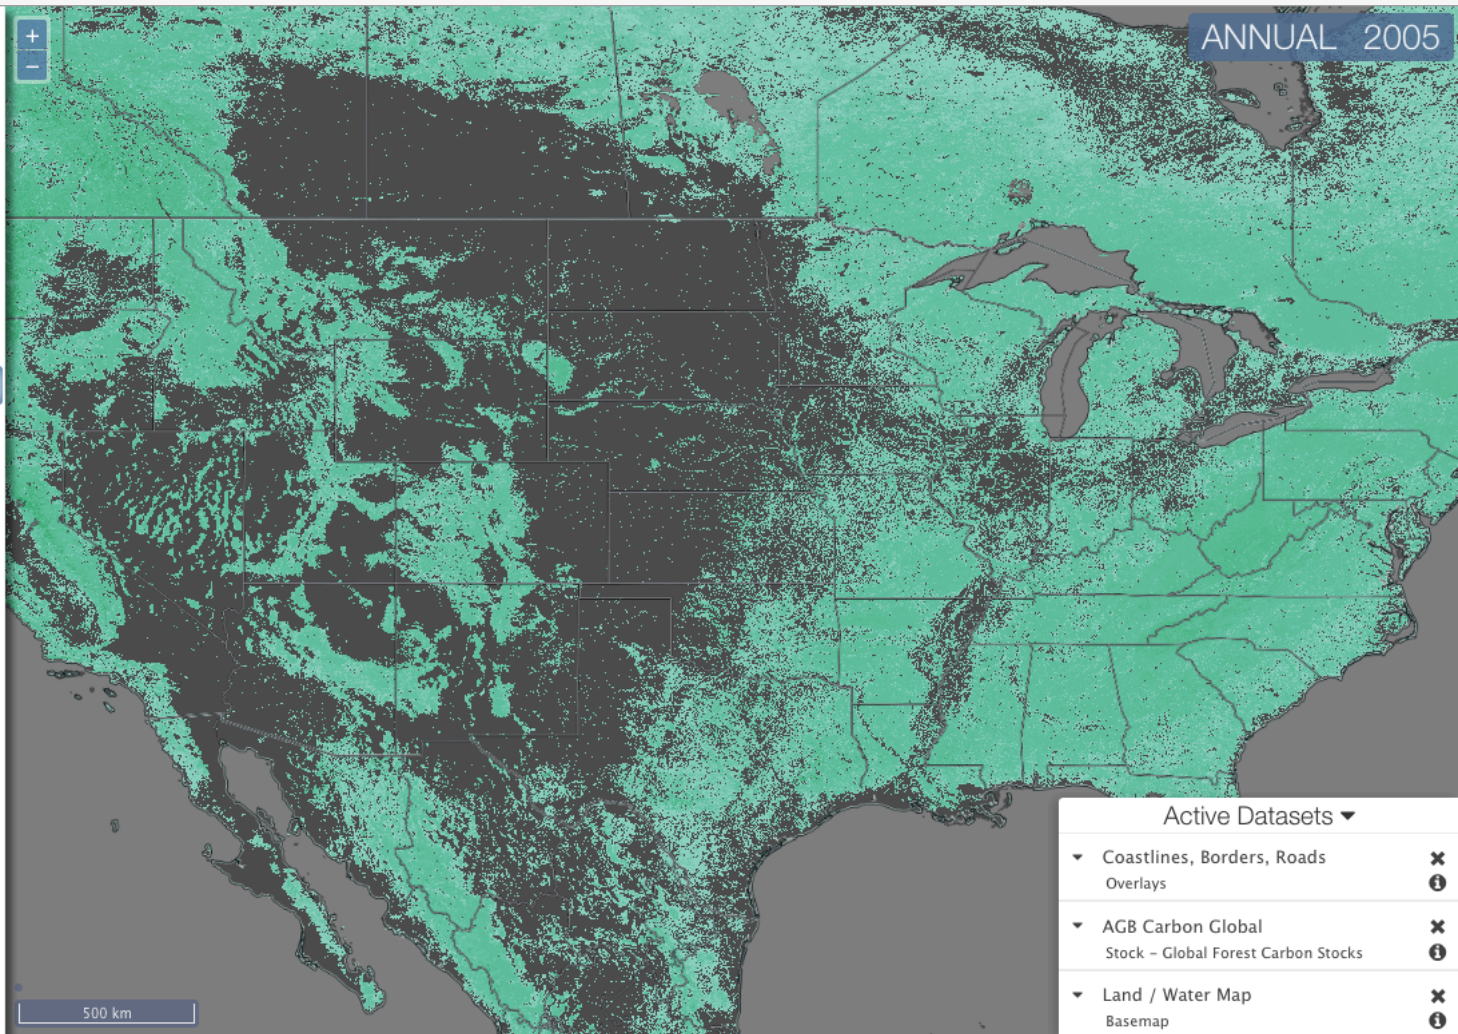 +
ANNUAL 2005
−
Active Datasets
Coastlines, Borders, Roads
Overlays
AGB Carbon Global
Stock – Global Forest Carbon Stocks
Land / Water Map
Basemap
500 km